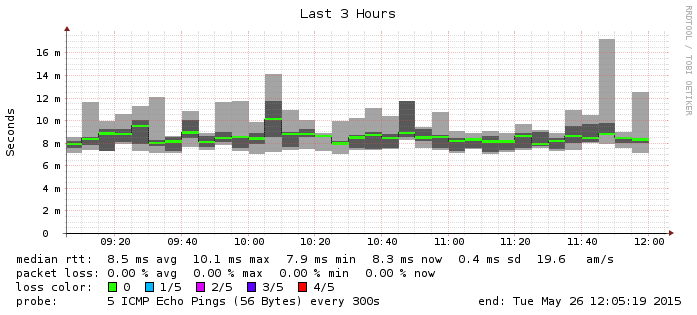 Last 3 Hours
RRDTOOL / TOBI OETIKER
Seconds
16 m
14 m
12 m
10 m
8 m
6 m
4 m
2 m
0
09:20 09:40 10:00 10:20 10:40 11:00 11:20 11:40 12:00
median rtt: 8.5 ms avg 10.1 ms max 7.9 ms min 8.3 ms now 0.4 ms sd 19.6 am/s
packet loss: 0.00 % avg 0.00 % max 0.00 % min 0.00 % now
loss color: 0 1/5 2/5 3/5 4/5
probe: 5 ICMP Echo Pings (56 Bytes) every 300s end: Tue May 26 12:05:19 2015